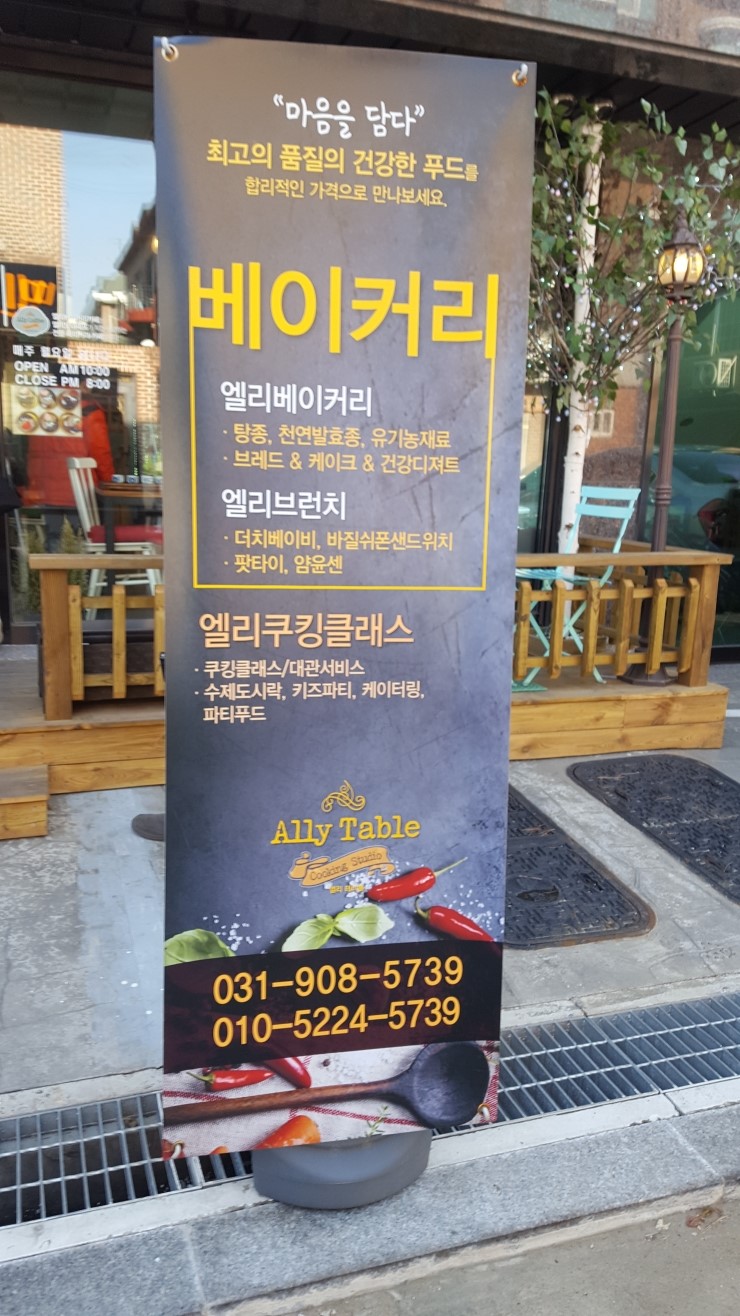 “마음을 담다”
최고의 품질의 건강한 푸드를
합리적인 가격으로 만나보세요.
베이커리
엘리베이커리
· 탕종, 천연발효종, 유기농재료
· 브레드 & 케이크 & 건강디져트
엘리브런치
· 더치베이비, 바질쉬폰샌드위치
· 팟타이, 얌윤센
엘리쿠킹클래스
· 쿠킹클래스/대관서비스
· 수제도시락, 키즈파티, 케이터링,
파티푸드
Ally Table
Cooking Studio
031-908-5739
010-5224-5739
매주 월요일
OPEN AM 10:00
CLOSE PM 8:00